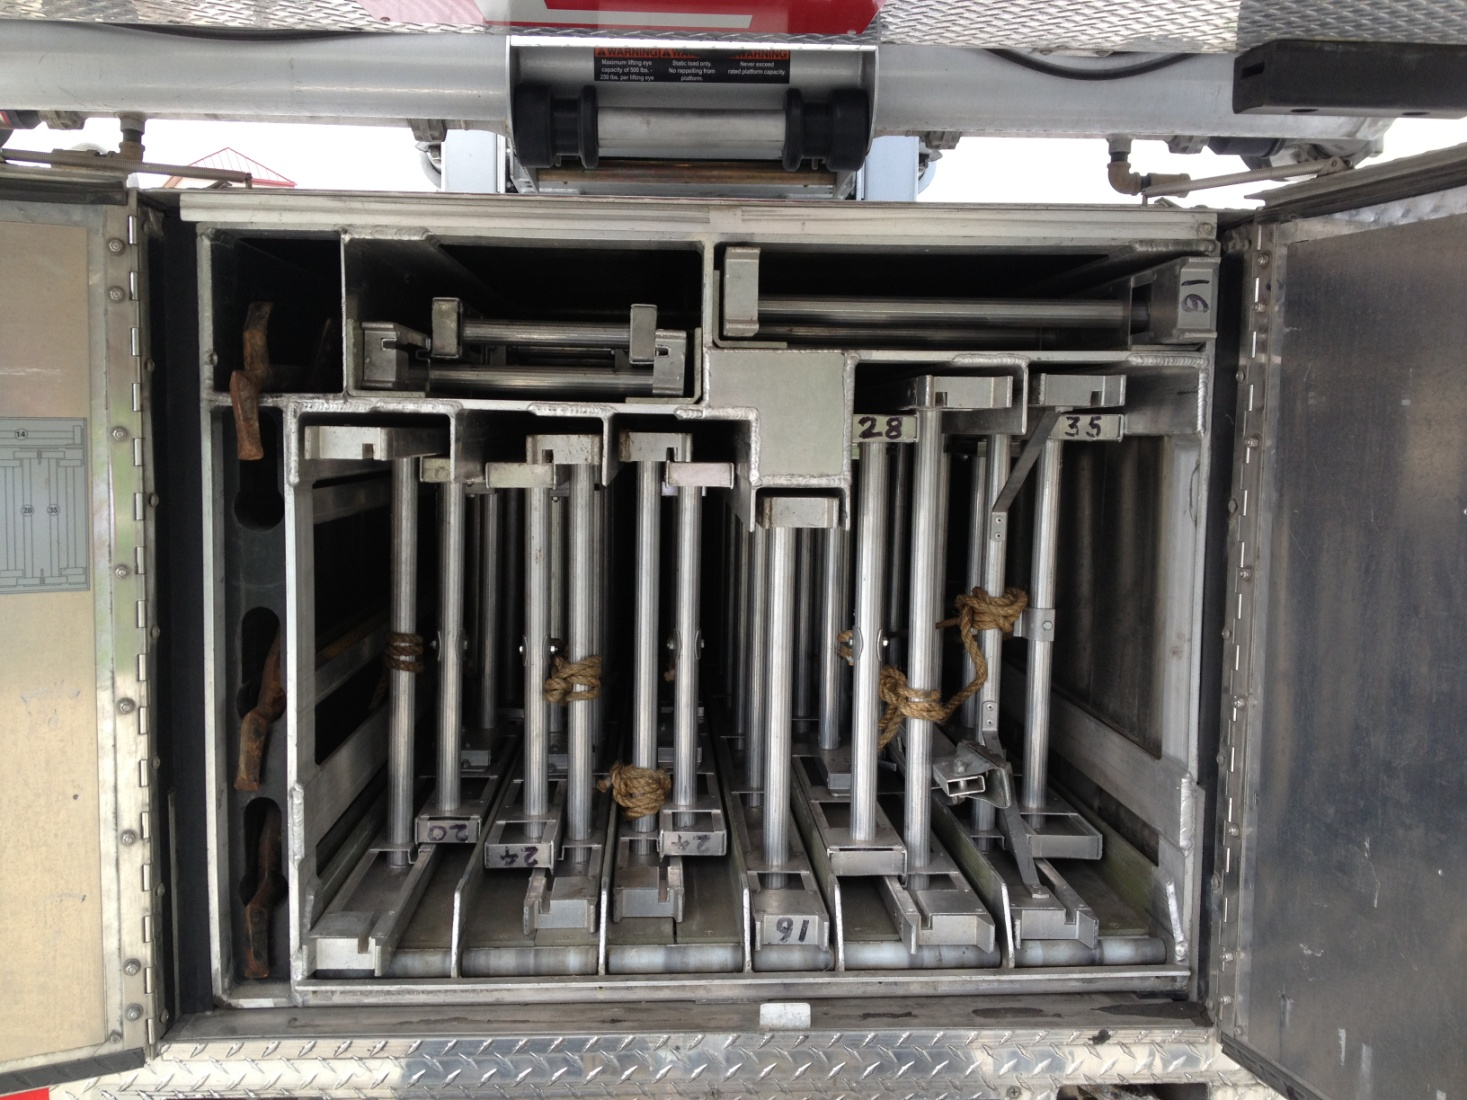 WARNING
Maximum lifting eye
capacity of 500 lbs. -
250 lbs. per lifting eye
WARNING
Static load only.
No rappelling from
platform.
WARNING
Never exceed
rated platform capacity
16
28
35
14
28
35
20
24
24
16